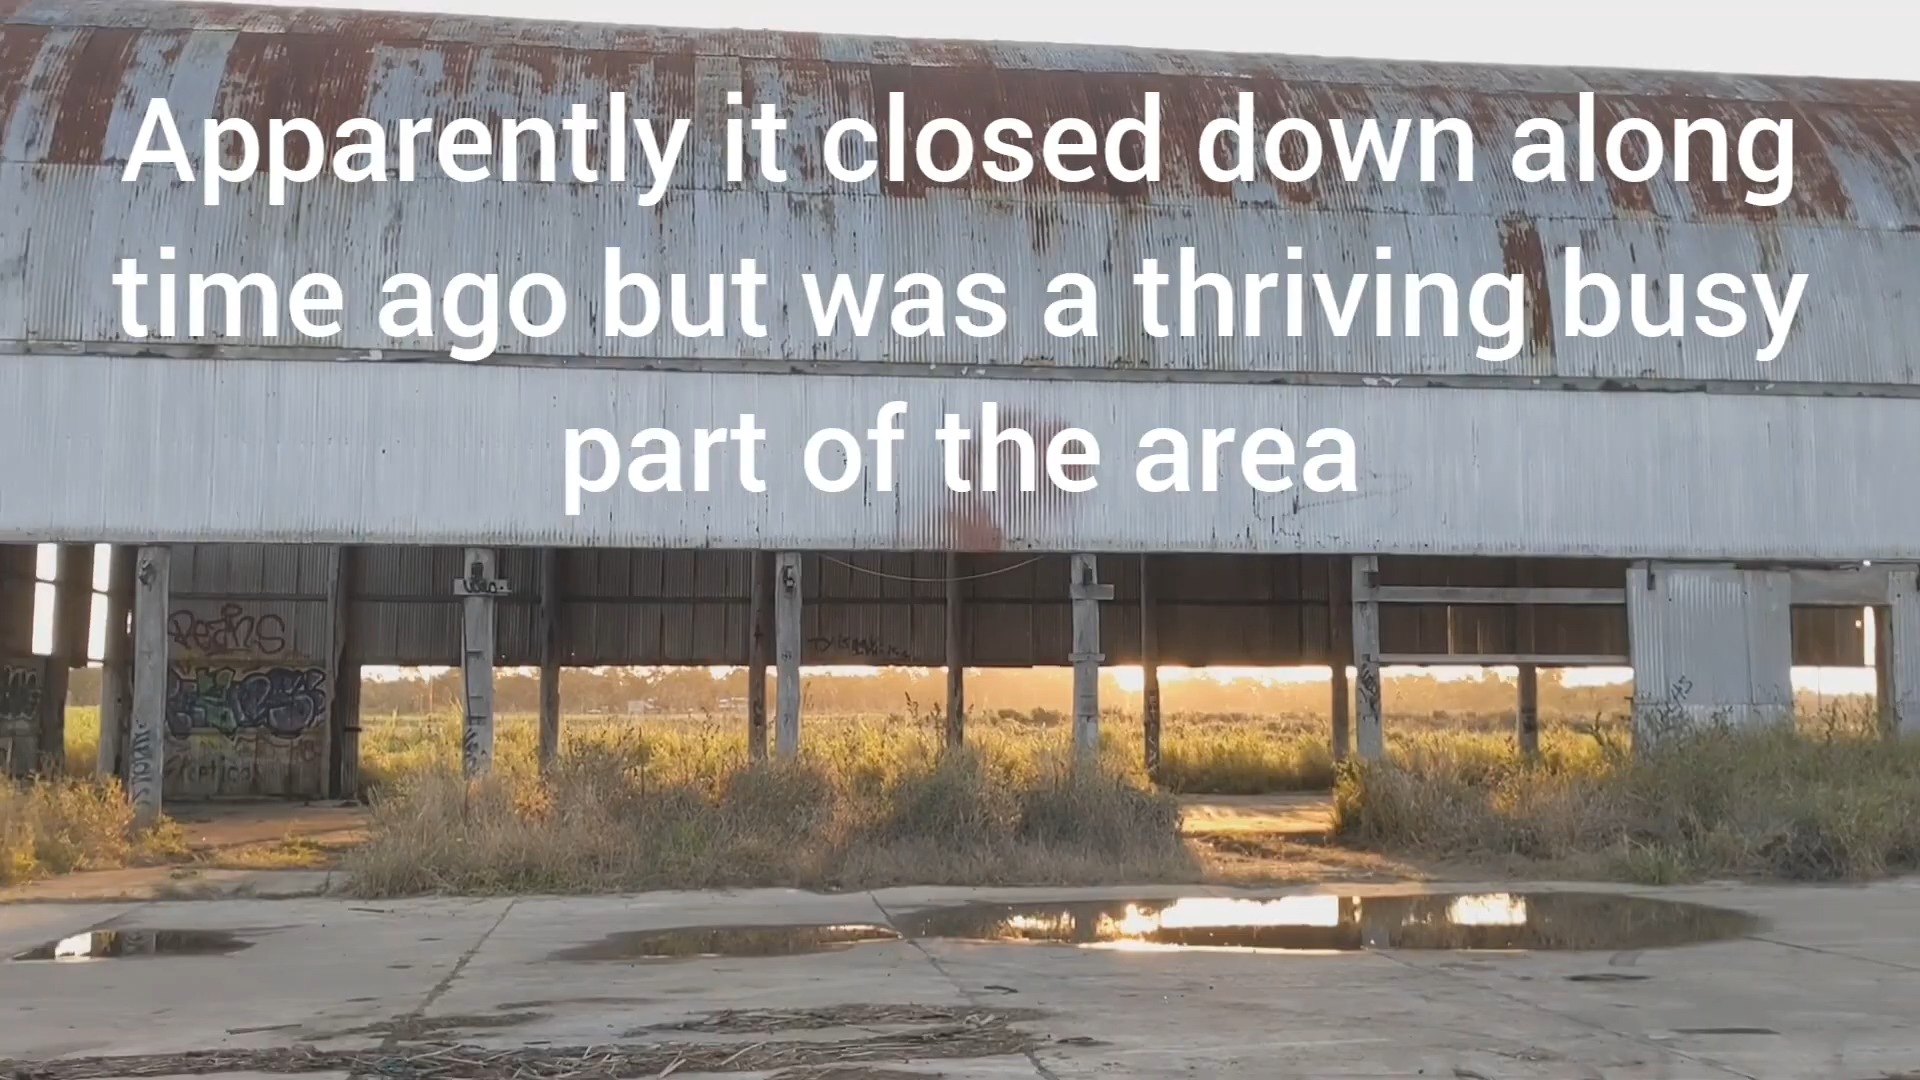 Apparently it closed down along
time ago but was a thriving busy
part of the area